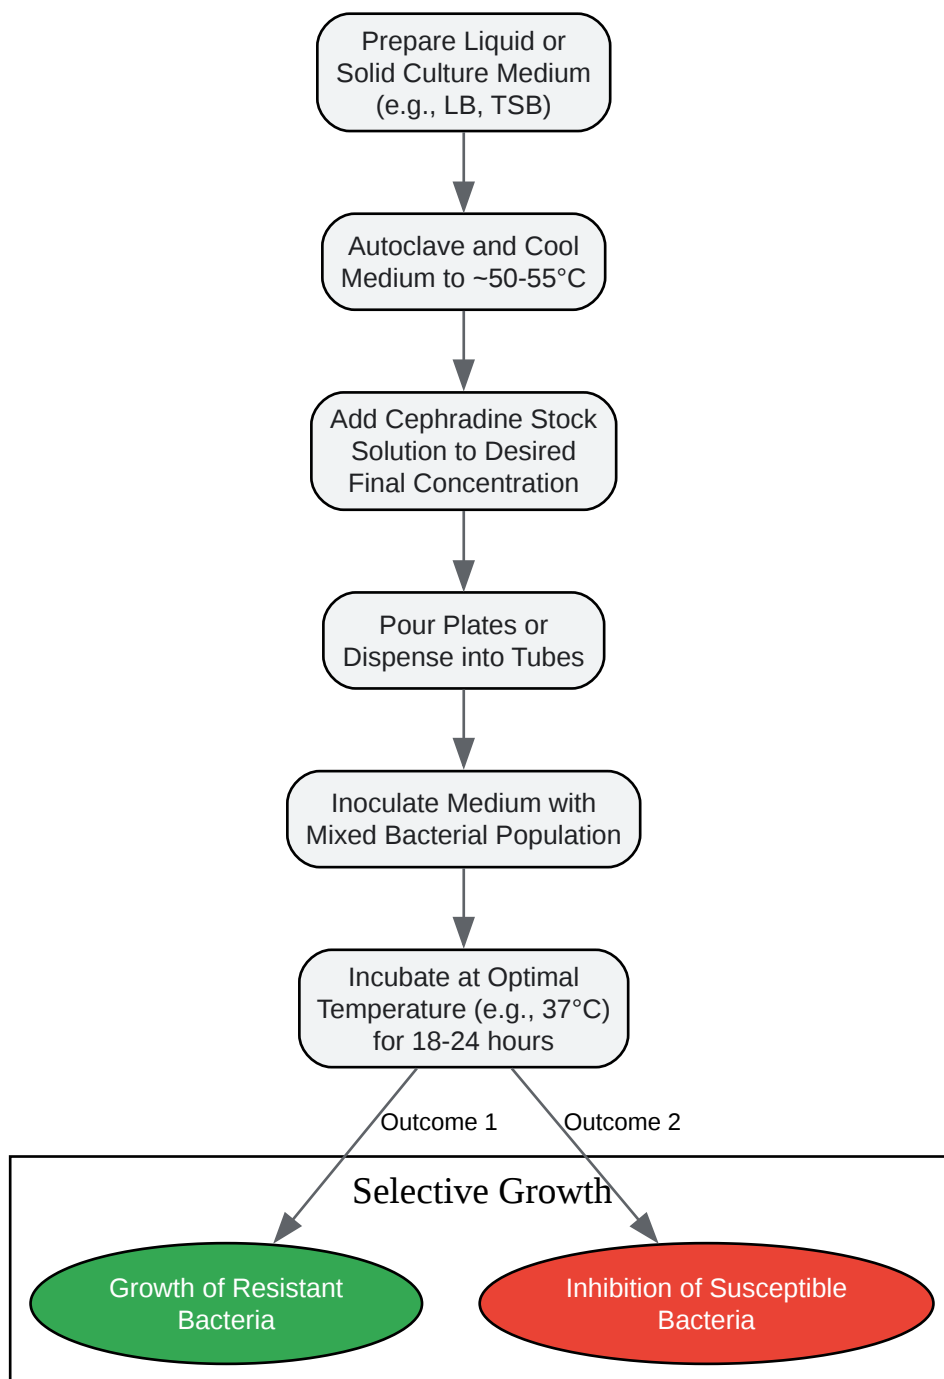 Prepare Liquid or
Solid Culture Medium
(e.g., LB, TSB)
Autoclave and Cool
Medium to ~50-55°C
Add Cephradine Stock
Solution to Desired
Final Concentration
Pour Plates or
Dispense into Tubes
Inoculate Medium with
Mixed Bacterial Population
Incubate at Optimal
Temperature (e.g., 37°C)
for 18-24 hours
Outcome 1
Outcome 2
Selective Growth
Growth of Resistant
Bacteria
Inhibition of Susceptible
Bacteria